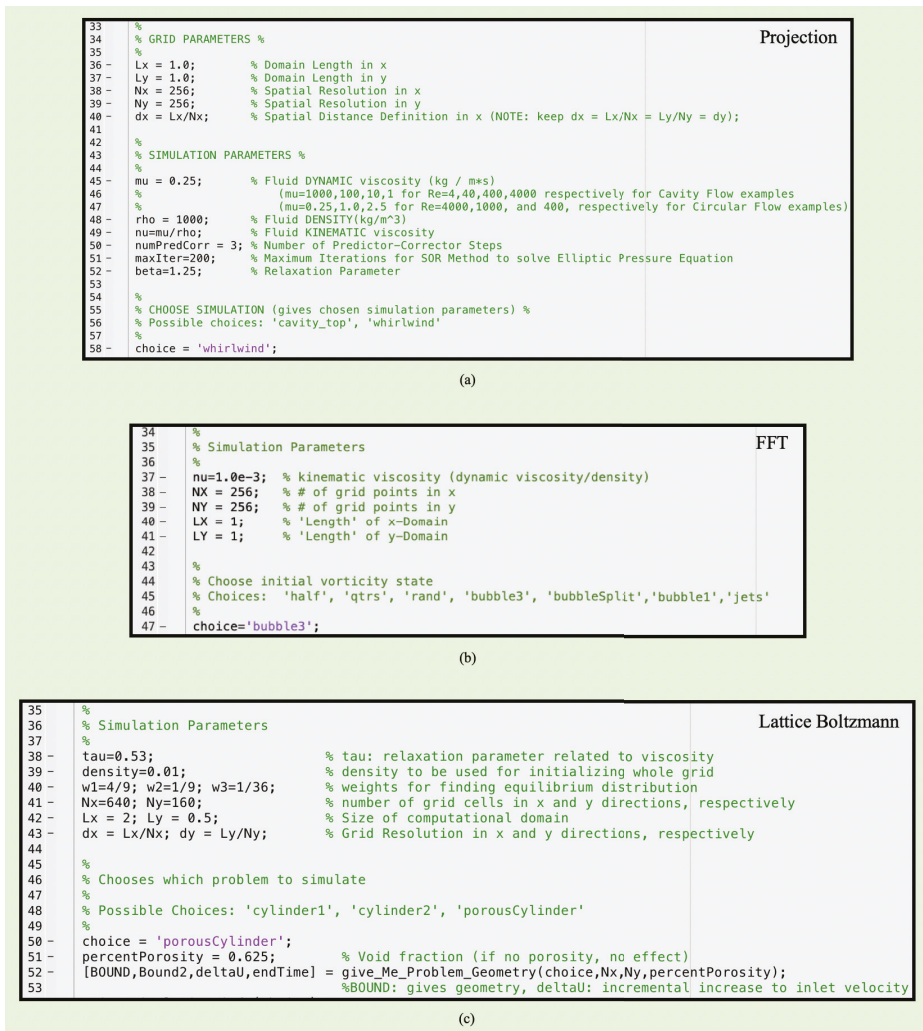 Projection
33 %
34 % GRID PARAMETERS %
35 %
36 - Lx = 1.0; % Domain Length in x
37 - Ly = 1.0; % Domain Length in y
38 - Nx = 256; % Spatial Resolution in x
39 - Ny = 256; % Spatial Resolution in y
40 - dx = Lx/Nx; % Spatial Distance Definition in x (NOTE: keep dx = Lx/Nx = Ly/Ny = dy);
41
42 %
43 % SIMULATION PARAMETERS %
44 %
45 - mu = 0.25; % Fluid DYNAMIC viscosity (kg / m*s)
46 % (mu=1000,100,10,1 for Re=4,40,400,4000 respectively for Cavity Flow examples
47 % (mu=0.25,1.0,2.5 for Re=4000,1000, and 400, respectively for Circular Flow examples)
48 - rho = 1000; % Fluid DENSITY(kg/m^3)
49 - nu=mu/rho; % Fluid KINEMATIC viscosity
50 - numPredCorr = 3; % Number of Predictor-Corrector Steps
51 - maxIter=200; % Maximum Iterations for SOR Method to solve Elliptic Pressure Equation
52 - beta=1.25; % Relaxation Parameter
53
54 %
55 % CHOOSE SIMULATION (gives chosen simulation parameters) %
56 % Possible choices: 'cavity_top', 'whirlwind'
57 %
58 - choice = 'whirlwind';
(a)
FFT
34 %
35 % Simulation Parameters
36 %
37 - nu=1.0e-3; % kinematic viscosity (dynamic viscosity/density)
38 - NX = 256; % # of grid points in x
39 - NY = 256; % # of grid points in y
40 - LX = 1; % 'Length' of x-Domain
41 - LY = 1; % 'Length' of y-Domain
42
43 %
44 % Choose initial vorticity state
45 % Choices: 'half', 'qtrs', 'rand', 'bubble3', 'bubbleSplit','bubble1','jets'
46 %
47 - choice='bubble3';
(b)
Lattice Boltzmann
35 %
36 % Simulation Parameters
37 %
38 - tau=0.53; % tau: relaxation parameter related to viscosity
39 - density=0.01; % density to be used for initializing whole grid
40 - w1=4/9; w2=1/9; w3=1/36; % weights for finding equilibrium distribution
41 - Nx=640; Ny=160; % number of grid cells in x and y directions, respectively
42 - Lx = 2; Ly = 0.5; % Size of computational domain
43 - dx = Lx/Nx; dy = Ly/Ny; % Grid Resolution in x and y directions, respectively
44
45 %
46 % Chooses which problem to simulate
47 %
48 % Possible Choices: 'cylinder1', 'cylinder2', 'porousCylinder'
49 %
50 - choice = 'porousCylinder';
51 - percentPorosity = 0.625; % Void fraction (if no porosity, no effect)
52 - [BOUND,Bound2,deltaU,endTime] = give_Me_Problem_Geometry(choice,Nx,Ny,percentPorosity);
53 %BOUND: gives geometry, deltaU: incremental increase to inlet velocity
(c)